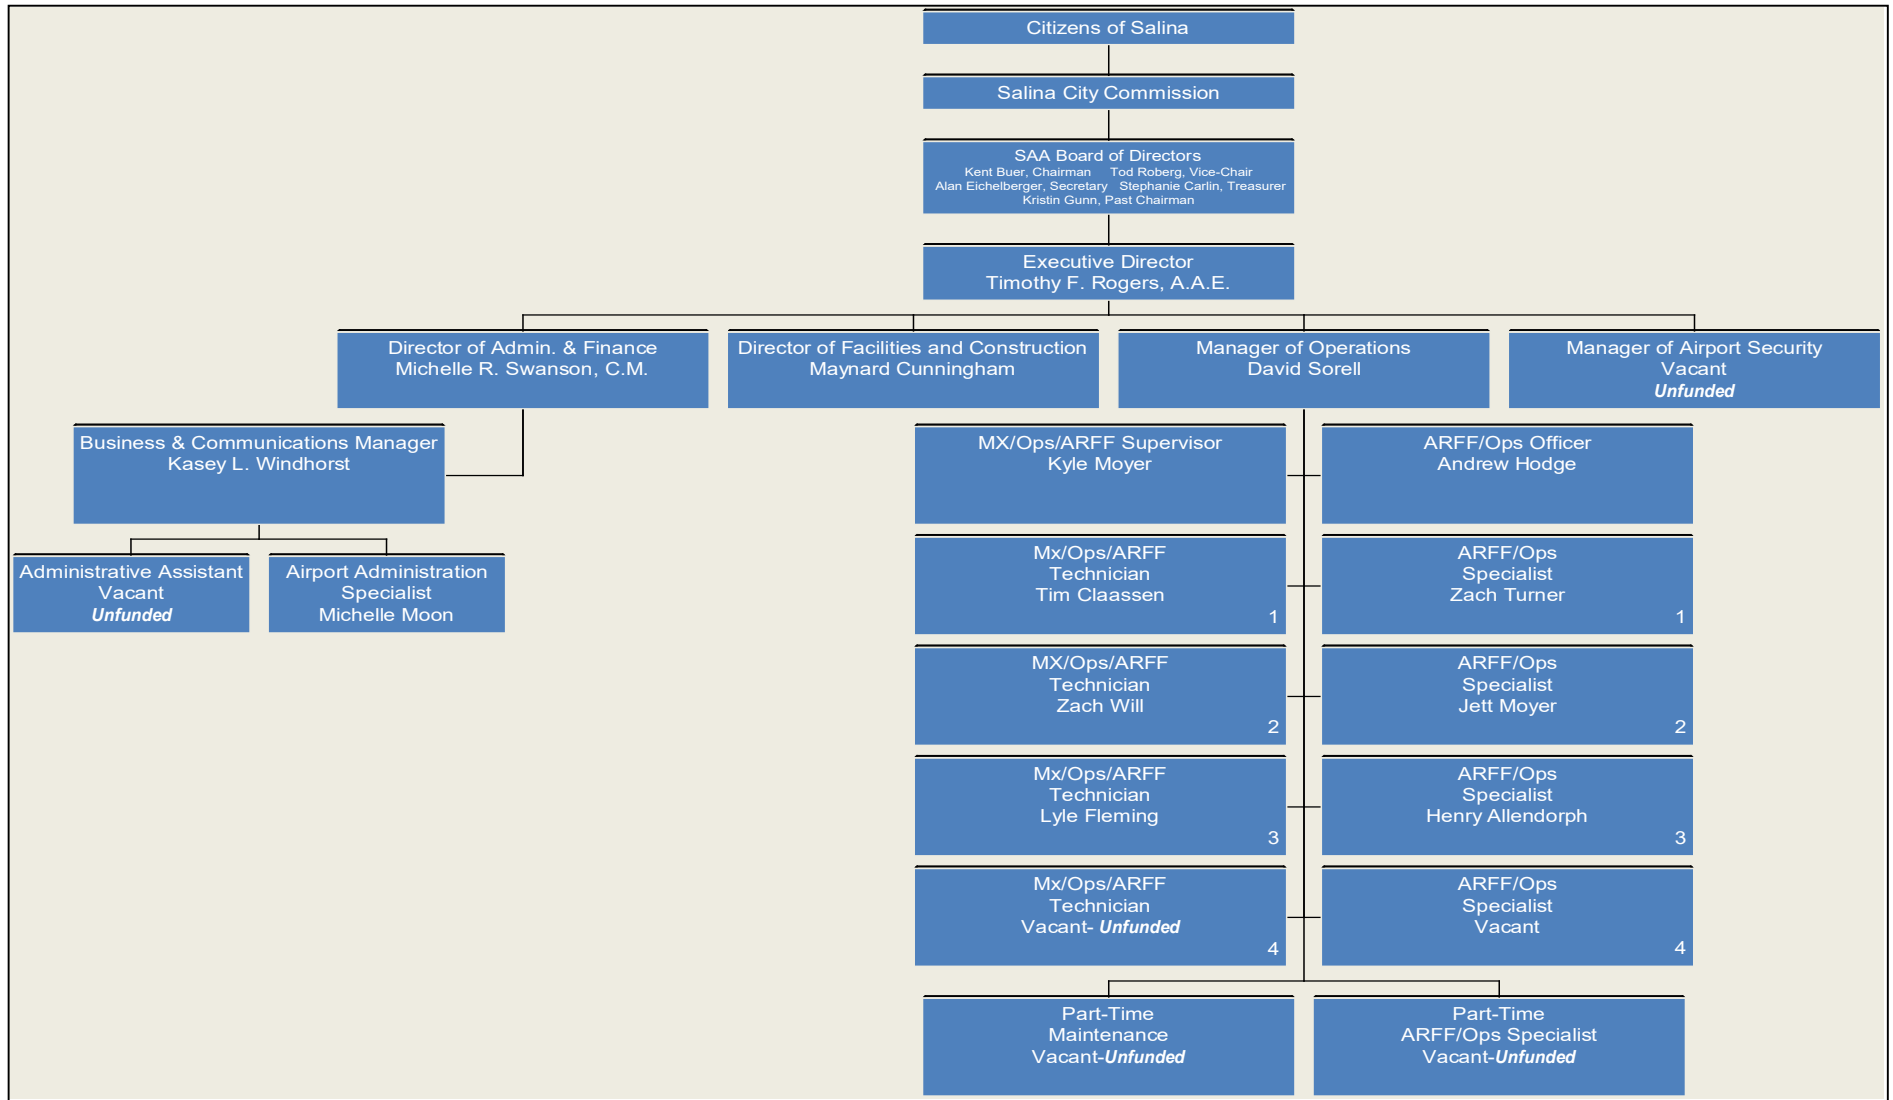 Citizens of Salina
Salina City Commission
SAA Board of Directors
Kent Buer, Chairman Tod Roberg, Vice-Chair
Alan Eichelberger, Secretary Stephanie Carlin, Treasurer
Kristin Gunn, Past Chairman
Executive Director
Timothy F. Rogers, A.A.E.
Director of Admin. & Finance
Michelle R. Swanson, C.M.
Director of Facilities and Construction
Maynard Cunningham
Manager of Operations
David Sorell
Manager of Airport Security
Vacant
Unfunded
Business & Communications Manager
Kasey L. Windhorst
Administrative Assistant
Vacant
Unfunded
Airport Administration
Specialist
Michelle Moon
MX/Ops/ARFF Supervisor
Kyle Moyer
ARFF/Ops Officer
Andrew Hodge
Mx/Ops/ARFF
Technician
Tim Claassen
1
ARFF/Ops
Specialist
Zach Turner
1
MX/Ops/ARFF
Technician
Zach Will
2
ARFF/Ops
Specialist
Jett Moyer
2
Mx/Ops/ARFF
Technician
Lyle Fleming
3
ARFF/Ops
Specialist
Henry Allendorph
3
Mx/Ops/ARFF
Technician
Vacant- Unfunded
4
ARFF/Ops
Specialist
Vacant
4
Part-Time
Maintenance
Vacant-Unfunded
Part-Time
ARFF/Ops Specialist
Vacant-Unfunded